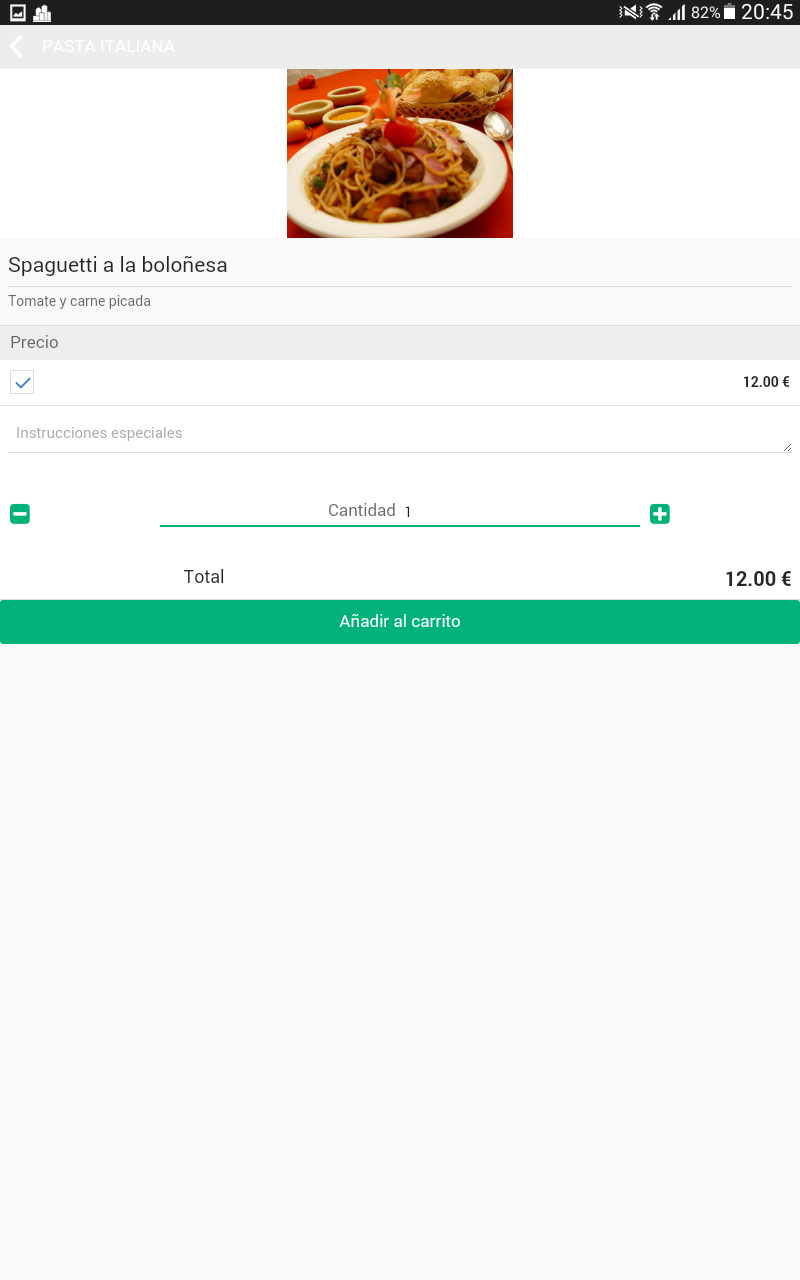 82% 20:45
PASTA ITALIANA
Spaguetti a la boloñesa
Tomate y carne picada
Precio
12.00 €
Instrucciones especiales
Cantidad 1
Total 12.00 €
Añadir al carrito